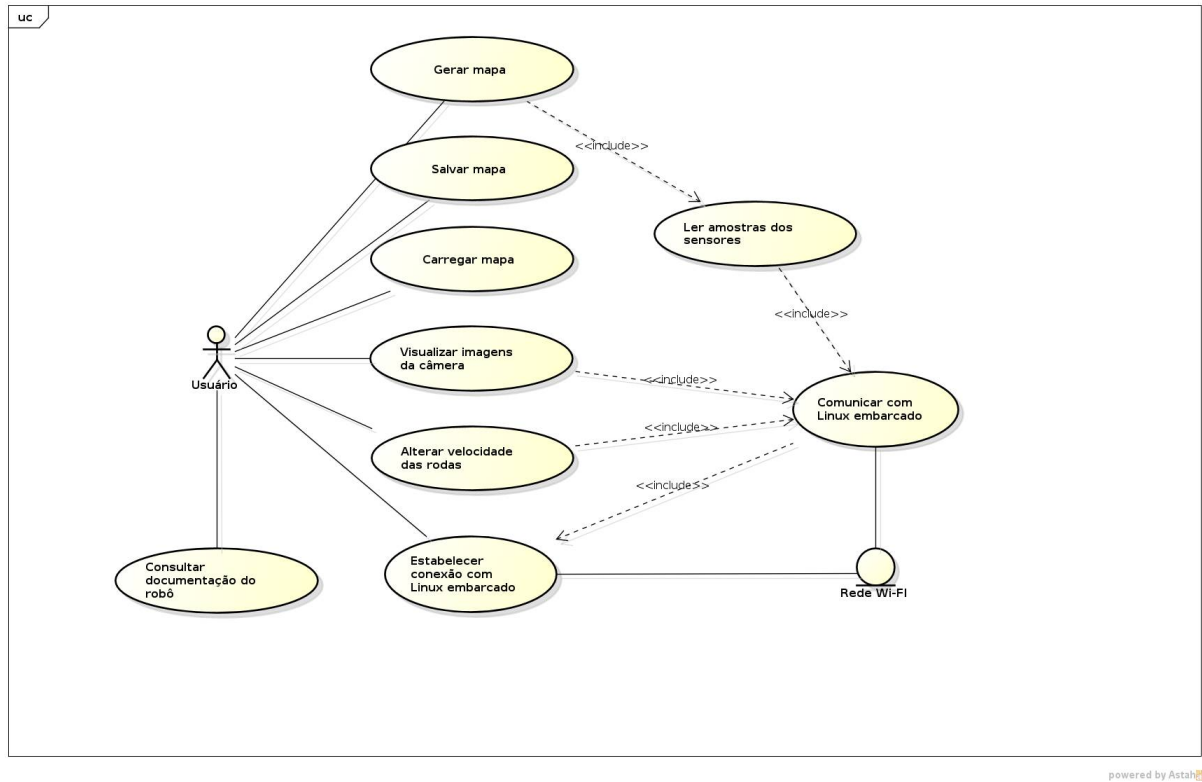 uc
Gerar mapa
<<include>>
Salvar mapa
Ler amostras dos
sensores
Carregar mapa
<<include>>
Usuário
Visualizar imagens
da câmera
<<include>>
Comunicar com
Linux embarcado
<<include>>
Alterar velocidade
das rodas
<<include>>
Consultar
documentação do
robô
Estabelecer
conexão com
Linux embarcado
Rede Wi-FI
powered by Astah